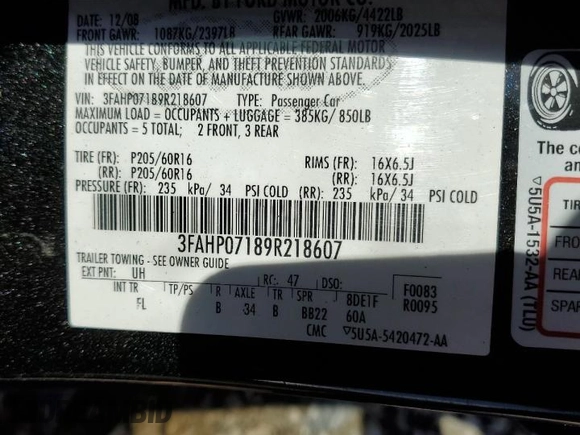 MFD. BY FORD MOTOR CO.
DATE: 12/08 GVWR: 2006KG/4422LB
FRONT GAWR: 1087KG/2397LB REAR GAWR: 919KG/2025LB
THIS VEHICLE CONFORMS TO ALL APPLICABLE FEDERAL MOTOR
VEHICLE SAFETY, BUMPER, AND THEFT PREVENTION STANDARDS
IN EFFECT ON THE DATE OF MANUFACTURE SHOWN ABOVE.
VIN: 3FAHP07189R218607 TYPE: Passenger Car
MAXIMUM LOAD = OCCUPANTS + LUGGAGE = 385KG/850LB
OCCUPANTS = 5 TOTAL; 2 FRONT, 3 REAR
TIRE (FR): P205/60R16 RIMS (FR): 16X6.5J
(RR): P205/60R16 (RR): 16X6.5J
PRESSURE (FR): 235 kPa/ 34 PSI COLD (RR): 235 kPa/ 34 PSI COLD
3FAHP07189R218607
TRAILER TOWING - SEE OWNER GUIDE
EXT PNT: UH RC: 47 DSO:
INT TR TP/PS R AXLE TR SPR 8DE1F F0083
FL B 34 B BB22 60A R0095
CMC 5U5A-5420472-AA
The co
an
5U5A-1532-AA (TLU)
TIR
FRO
REA
SPA